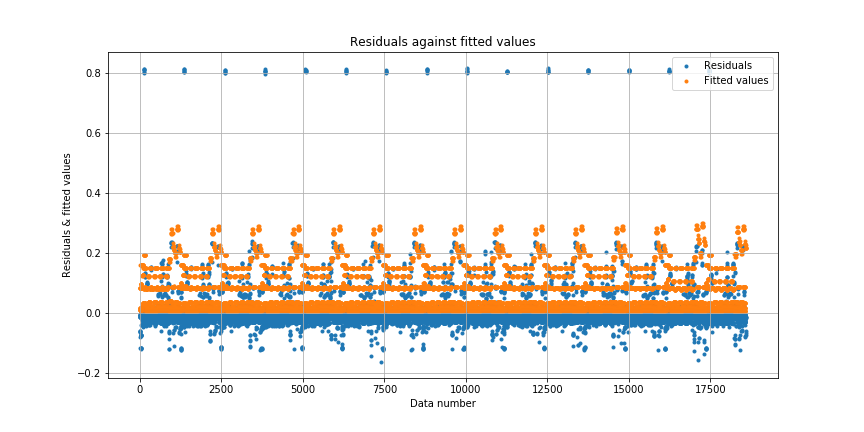 Residuals against fitted values
Residuals
Fitted values
Residuals & fitted values
0.8
0.6
0.4
0.2
0.0
−0.2
0
2500
5000
7500
10000
12500
15000
17500
Data number